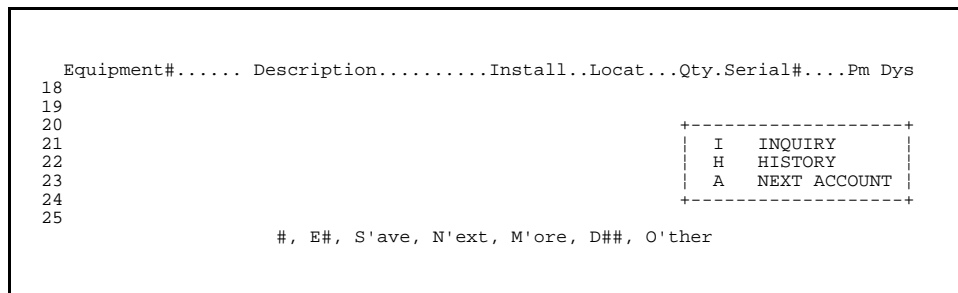 Equipment#...... Description..........Install..Locat...Qty.Serial#....Pm Dys
18
19
20 +-------------------+
21 | I INQUIRY |
22 | H HISTORY |
23 | A NEXT ACCOUNT |
24 +-------------------+
25
#, E#, S'ave, N'ext, M'ore, D##, O'ther